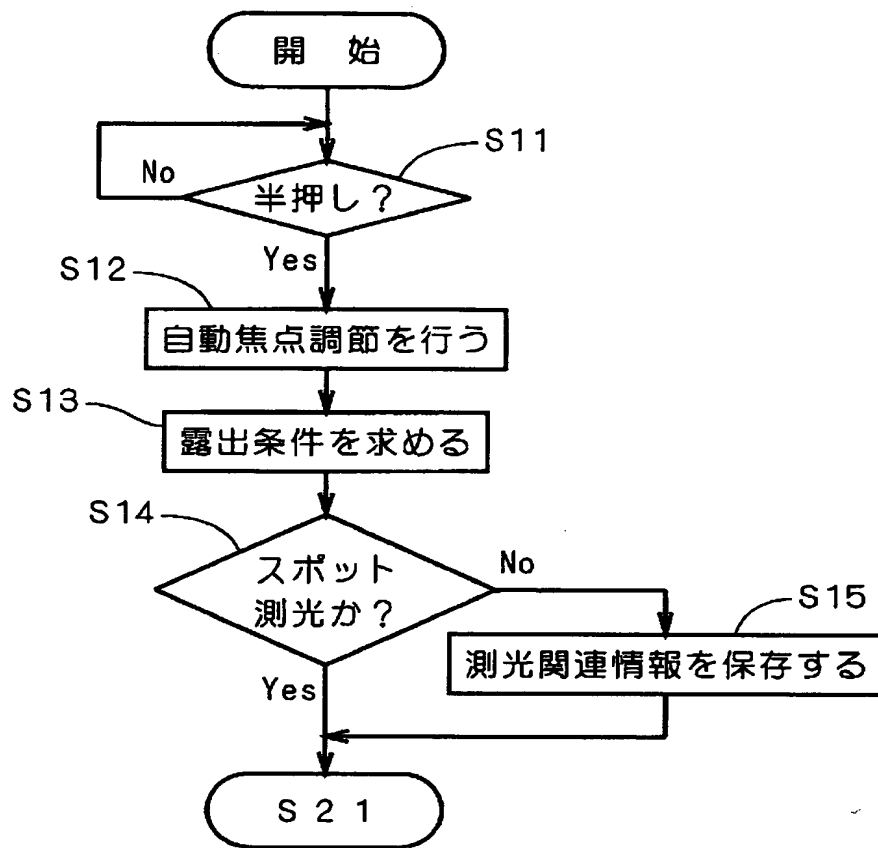 開 始
S11
No
半押し?
Yes
S12
自動焦点調節を行う
S13
露出条件を求める
S14
スポット
測光か?
No
S15
測光関連情報を保存する
Yes
S21